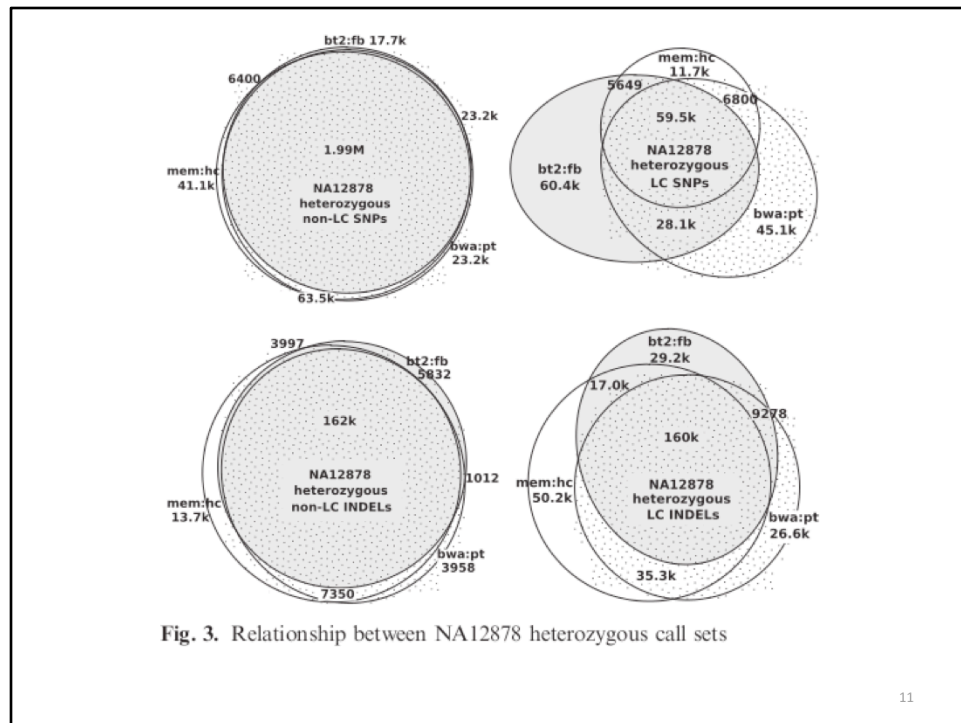 bt2:fb 17.7k
6400
23.2k
1.99M
mem:hc
41.1k
NA12878
heterozygous
non-LC SNPs
bwa:pt
23.2k
63.5k
mem:hc
11.7k
5649
6800
59.5k
NA12878
heterozygous
LC SNPs
bt2:fb
60.4k
28.1k
bwa:pt
45.1k
3997
bt2:fb
5832
162k
NA12878
heterozygous
non-LC INDELs
1012
mem:hc
13.7k
bwa:pt
3958
7350
bt2:fb
29.2k
17.0k
9278
160k
mem:hc
50.2k
NA12878
heterozygous
LC INDELs
bwa:pt
26.6k
35.3k
Fig. 3. Relationship between NA12878 heterozygous call sets
11